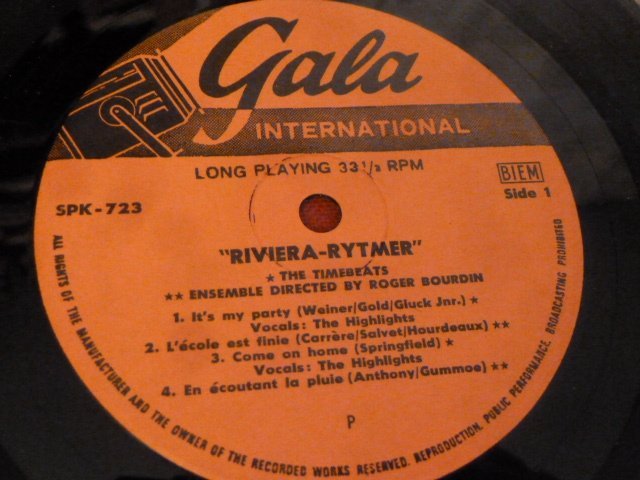 Gala
INTERNATIONAL
LONG PLAYING 33 1/3 RPM
BIEM
SPK-723
Side 1
"RIVIERA-RYTMER"
★ THE TIMEBEATS
★★ ENSEMBLE DIRECTED BY ROGER BOURDIN
1. It's my party (Weiner/Gold/Gluck Jnr.) ★
Vocals: The Highlights
2. L'école est finie (Carrère/Salvet/Hourdeaux) ★★
3. Come on home (Springfield) ★
Vocals: The Highlights
4. En écoutant la pluie (Anthony/Gummoe) ★★
P
ALL RIGHTS OF THE MANUFACTURER AND THE OWNER OF THE RECORDED WORKS RESERVED. REPRODUCTION. PUBLIC PERFORMANCE. BROADCASTING PROHIBITED